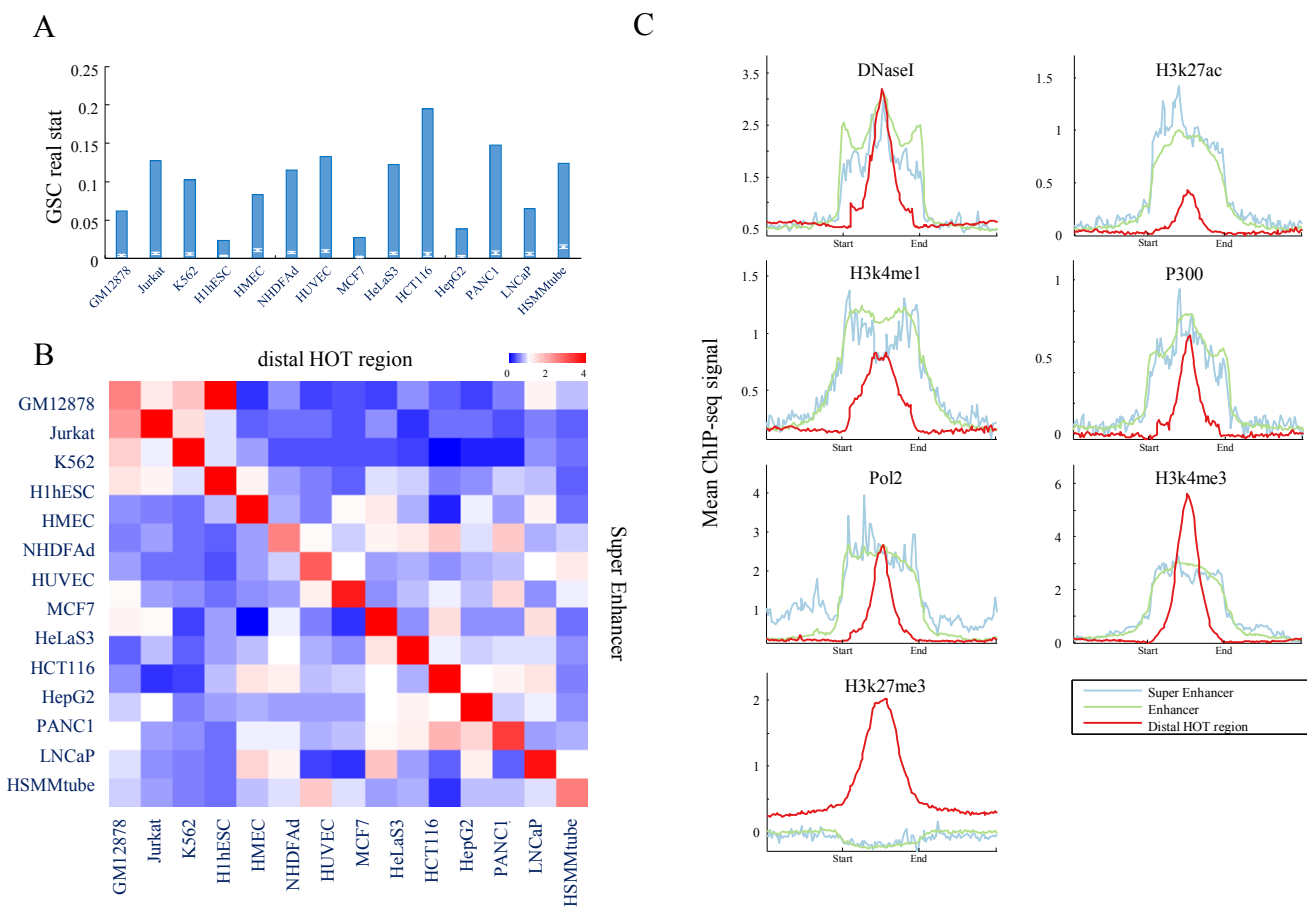 A
GSC real stat
0.25
0.2
0.15
0.1
0.05
0
GM12878
Jurkat
K562
H1hESC
HMEC
NHDFAd
HUVEC
MCF7
HeLaS3
HCT116
HepG2
PANC1
LNCaP
HSMMtube
B
distal HOT region
0 2 4
GM12878
Jurkat
K562
H1hESC
HMEC
NHDFAd
HUVEC
MCF7
HeLaS3
HCT116
HepG2
PANC1
LNCaP
HSMMtube
Super Enhancer
GM12878
Jurkat
K562
H1hESC
HMEC
NHDFAd
HUVEC
MCF7
HeLaS3
HCT116
HepG2
PANC1
LNCaP
HSMMtube
C
Mean ChIP-seq signal
DNaseI
3.5
2.5
1.5
0.5
Start End
H3k27ac
1.5
1
0.5
0
Start End
H3k4me1
1.5
1
0.5
Start End
P300
1
0.5
0
Start End
Pol2
4
3
2
1
Start End
H3k4me3
6
5
4
3
2
1
0
Start End
H3k27me3
2
1
0
Start End
Super Enhancer
Enhancer
Distal HOT region